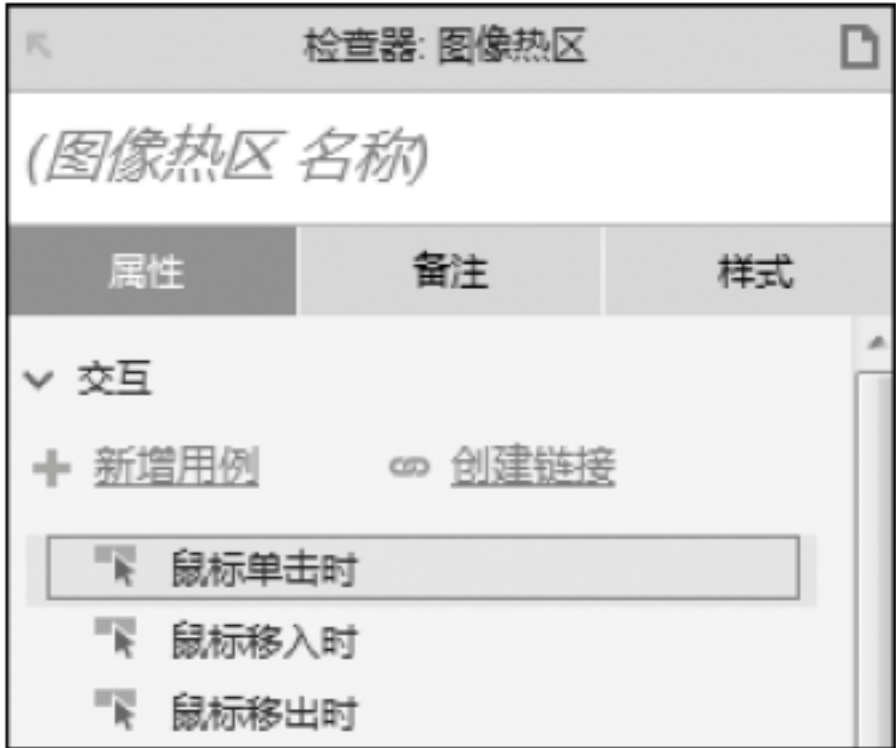 检查器: 图像热区
(图像热区 名称)
属性 备注 样式
交互
新增用例 创建链接
鼠标单击时
鼠标移入时
鼠标移出时